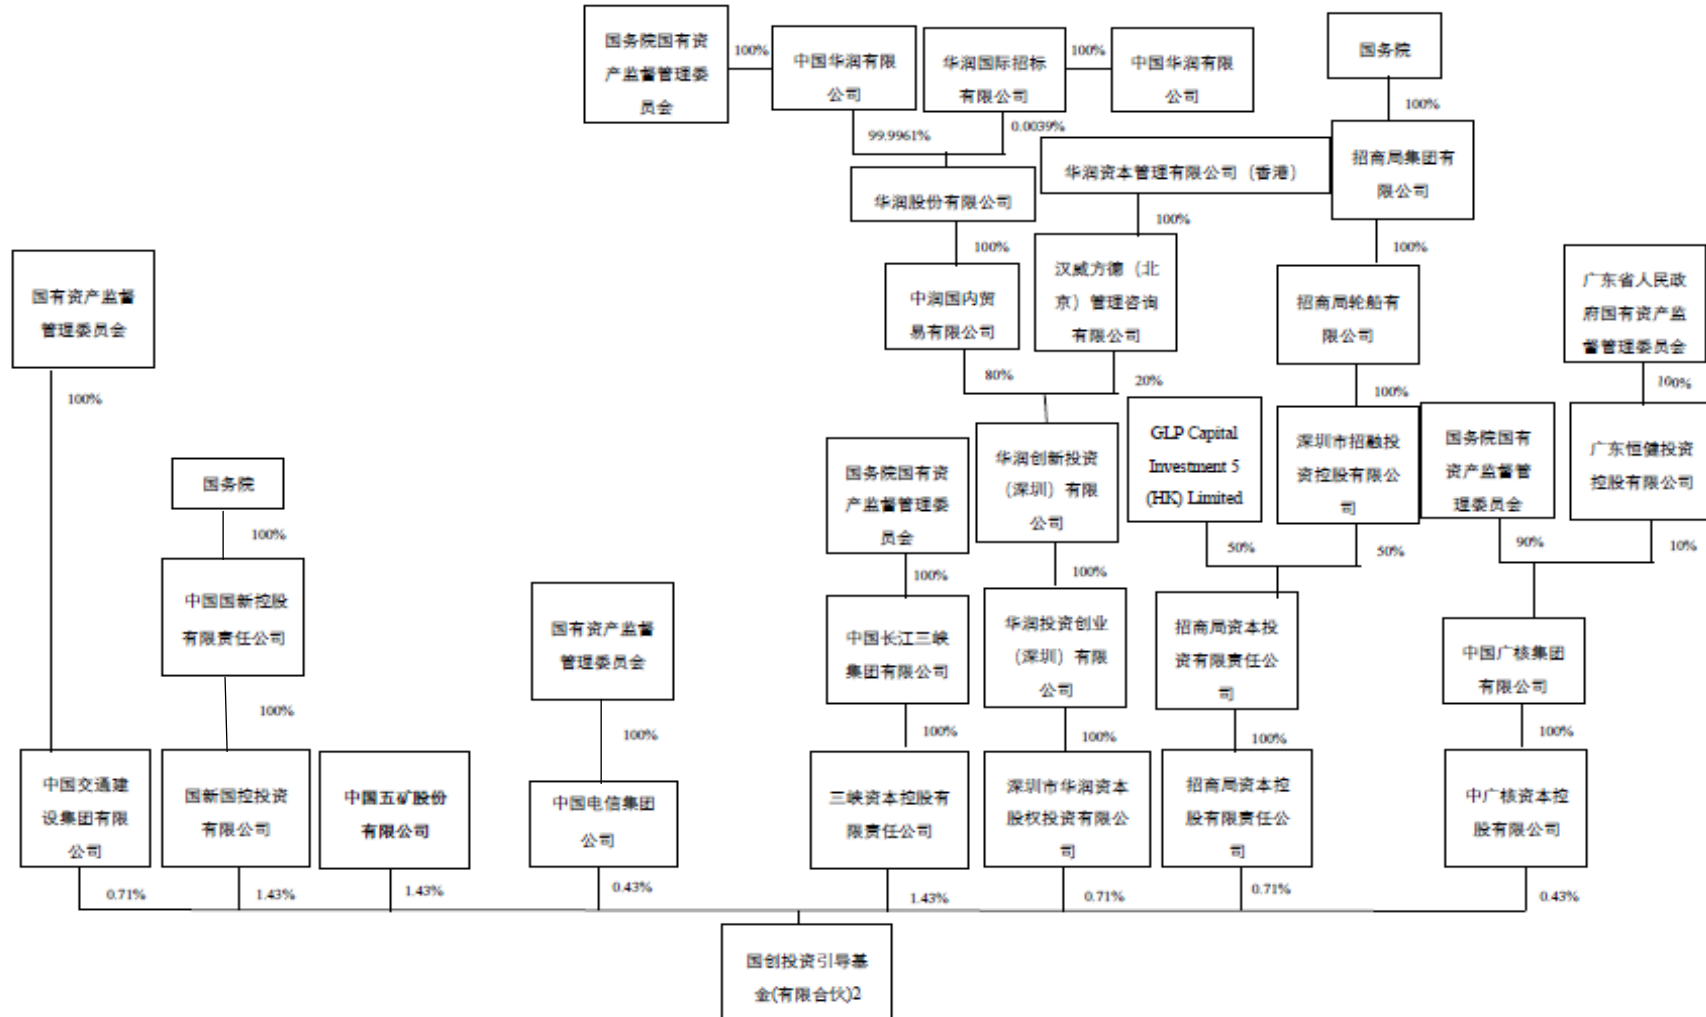 国务院国有资
产监督管理委
员会
100%
中国华润有限
公司
华润国际招标
有限公司
100%
中国华润有限
公司
国务院
100%
99.9961%
0.0039%
华润股份有限公司
华润资本管理有限公司（香港）
招商局集团有
限公司
100%
100%
100%
国有资产监督
管理委员会
100%
中润国内贸
易有限公司
汉威方德（北
京）管理咨询
有限公司
招商局轮船有
限公司
广东省人民政
府国有资产监
督管理委员会
80%
20%
100%
100%
国务院
100%
国务院国有资
产监督管理委
员会
华润创新投资
（深圳）有限
公司
GLP Capital
Investment 5
(HK) Limited
深圳市招融投
资控股有限公
司
国务院国有
资产监督管
理委员会
广东恒健投资
控股有限公司
100%
100%
50%
50%
90%
10%
中国国新控股
有限责任公司
100%
国有资产监督
管理委员会
100%
中国长江三峡
集团有限公司
100%
华润投资创业
（深圳）有限
公司
100%
招商局资本投
资有限责任公
司
100%
中国广核集团
有限公司
100%
中国交通建
设集团有限
公司
国新国控投资
有限公司
中国五矿股份
有限公司
中国电信集团
公司
三峡资本控股有
限责任公司
深圳市华润资本
股权投资有限公
司
招商局资本控
股有限责任公
司
中广核资本控
股有限公司
0.71%
1.43%
1.43%
0.43%
1.43%
0.71%
0.71%
0.43%
国创投资引导基
金(有限合伙)2